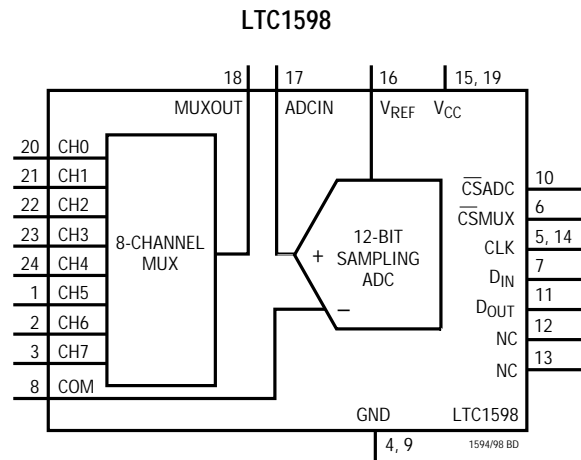 LTC1598
18 17 16 15, 19
MUXOUT ADCIN VREF VCC
20 CH0
21 CH1
22 CH2
23 CH3
24 CH4
1 CH5
2 CH6
3 CH7
8 COM
8-CHANNEL
MUX
+
−
12-BIT
SAMPLING
ADC
CSADC 10
CSMUX 6
CLK 5, 14
DIN 7
DOUT 11
NC 12
NC 13
GND LTC1598
4, 9 1594/98 BD